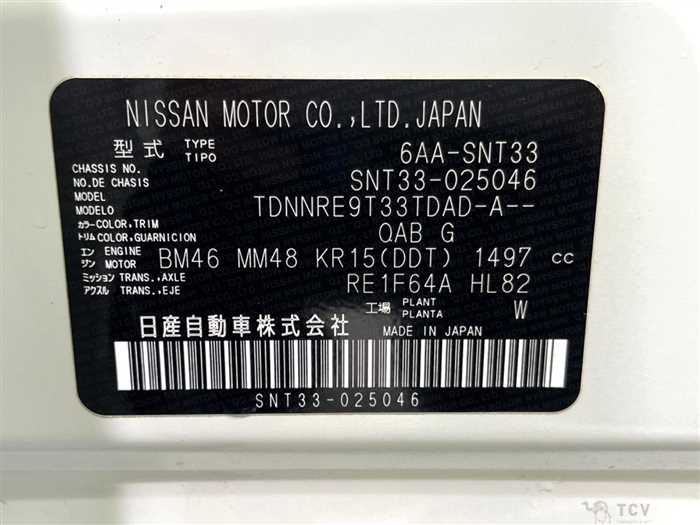 NISSAN MOTOR CO.,LTD.JAPAN
型式 TYPE TIPO 6AA-SNT33
CHASSIS NO. NO.DE CHASIS SNT33-025046
MODEL MODELO TDNNRE9T33TDAD-A--
カラー COLOR,TRIM トリム COLOR,GUARNICION QAB G
エンジン ENGINE MOTOR BM46 MM48 KR15(DDT) 1497 cc
ミッション TRANS.,AXLE アクスル TRANS.,EJE RE1F64A HL82
工場 PLANT PLANTA W
日産自動車株式会社 MADE IN JAPAN
SNT33-025046
TCV